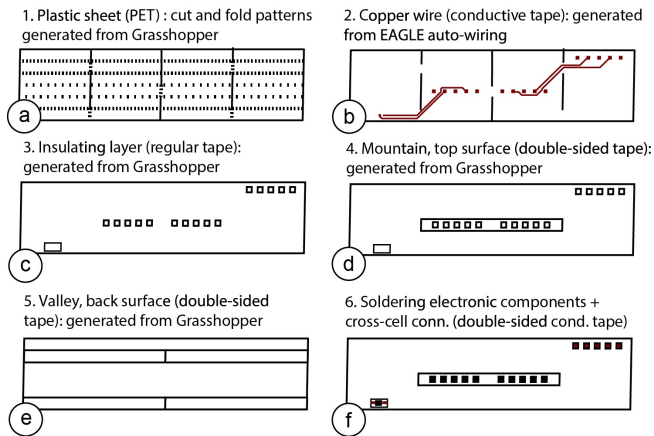 1. Plastic sheet (PET) : cut and fold patterns
generated from Grasshopper
2. Copper wire (conductive tape): generated
from EAGLE auto-wiring
a
b
3. Insulating layer (regular tape):
generated from Grasshopper
4. Mountain, top surface (double-sided tape):
generated from Grasshopper
c
d
5. Valley, back surface (double-sided
tape): generated from Grasshopper
6. Soldering electronic components +
cross-cell conn. (double-sided cond. tape)
e
f